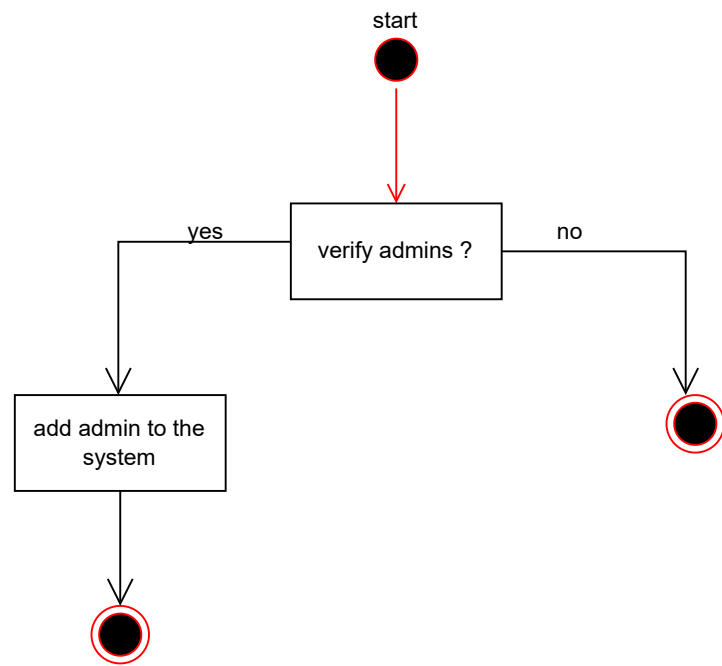 start
yes
verify admins ?
no
add admin to the
system